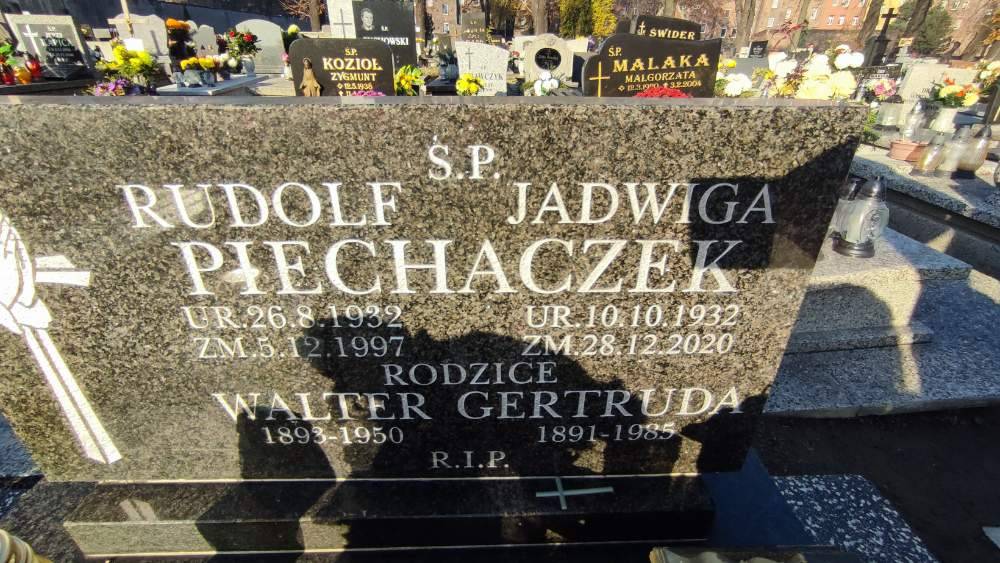 Ś.P.
RUDOLF JADWIGA
PIECHACZEK
UR.26.8.1932 UR.10.10.1932
ZM.5.12.1997 ZM.28.12.2020
RODZICE
WALTER GERTRUDA
1893-1950 1891-1985
R.I.P.
Ś.P.
KOZIOŁ
ZYGMUNT
Ś.P.
MALAKA
MAŁGORZATA
ŚWIDER